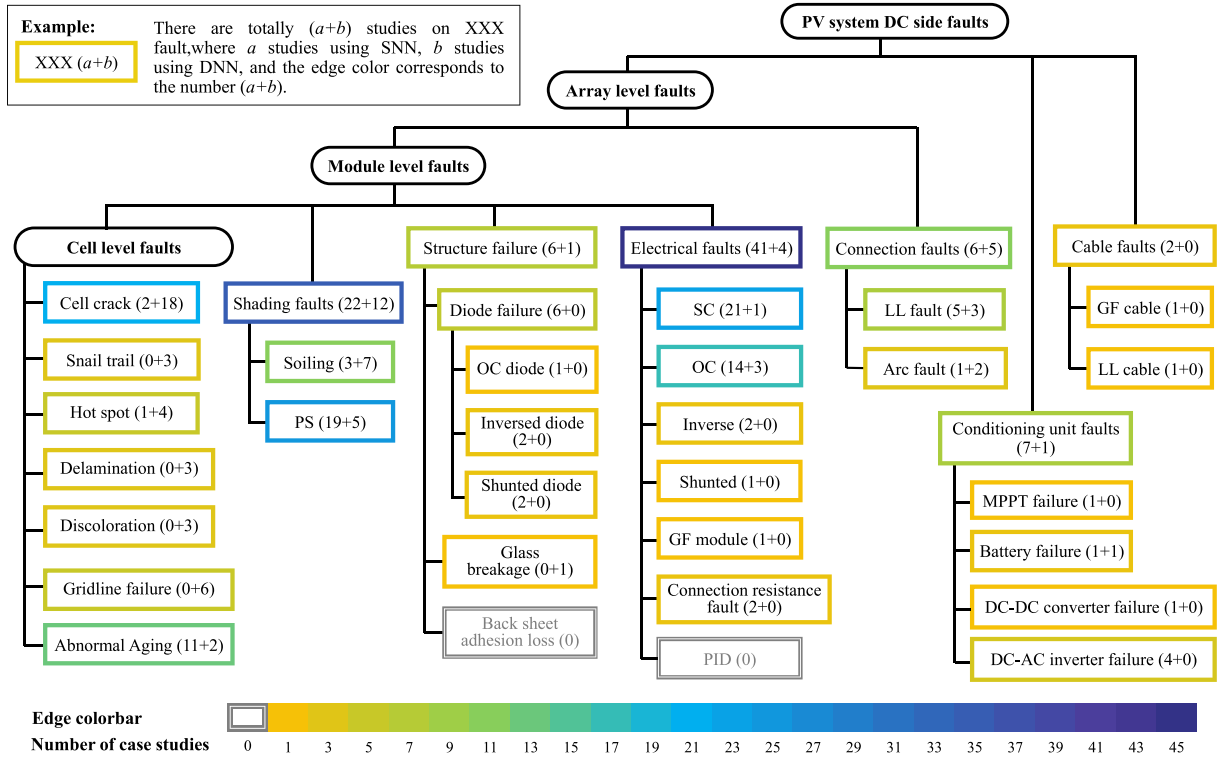 Example:
XXX (a+b)
There are totally (a+b) studies on XXX
fault,where a studies using SNN, b studies
using DNN, and the edge color corresponds to
the number (a+b).
PV system DC side faults
Array level faults
Module level faults
Cell level faults
Cell crack (2+18)
Snail trail (0+3)
Hot spot (1+4)
Delamination (0+3)
Discoloration (0+3)
Gridline failure (0+6)
Abnormal Aging (11+2)
Shading faults (22+12)
Soiling (3+7)
PS (19+5)
Structure failure (6+1)
Diode failure (6+0)
OC diode (1+0)
Inversed diode
(2+0)
Shunted diode
(2+0)
Glass
breakage (0+1)
Back sheet
adhesion loss (0)
Electrical faults (41+4)
SC (21+1)
OC (14+3)
Inverse (2+0)
Shunted (1+0)
GF module (1+0)
Connection resistance
fault (2+0)
PID (0)
Connection faults (6+5)
LL fault (5+3)
Arc fault (1+2)
Cable faults (2+0)
GF cable (1+0)
LL cable (1+0)
Conditioning unit faults
(7+1)
MPPT failure (1+0)
Battery failure (1+1)
DC-DC converter failure (1+0)
DC-AC inverter failure (4+0)
Edge colorbar
Number of case studies 0 1 3 5 7 9 11 13 15 17 19 21 23 25 27 29 31 33 35 37 39 41 43 45